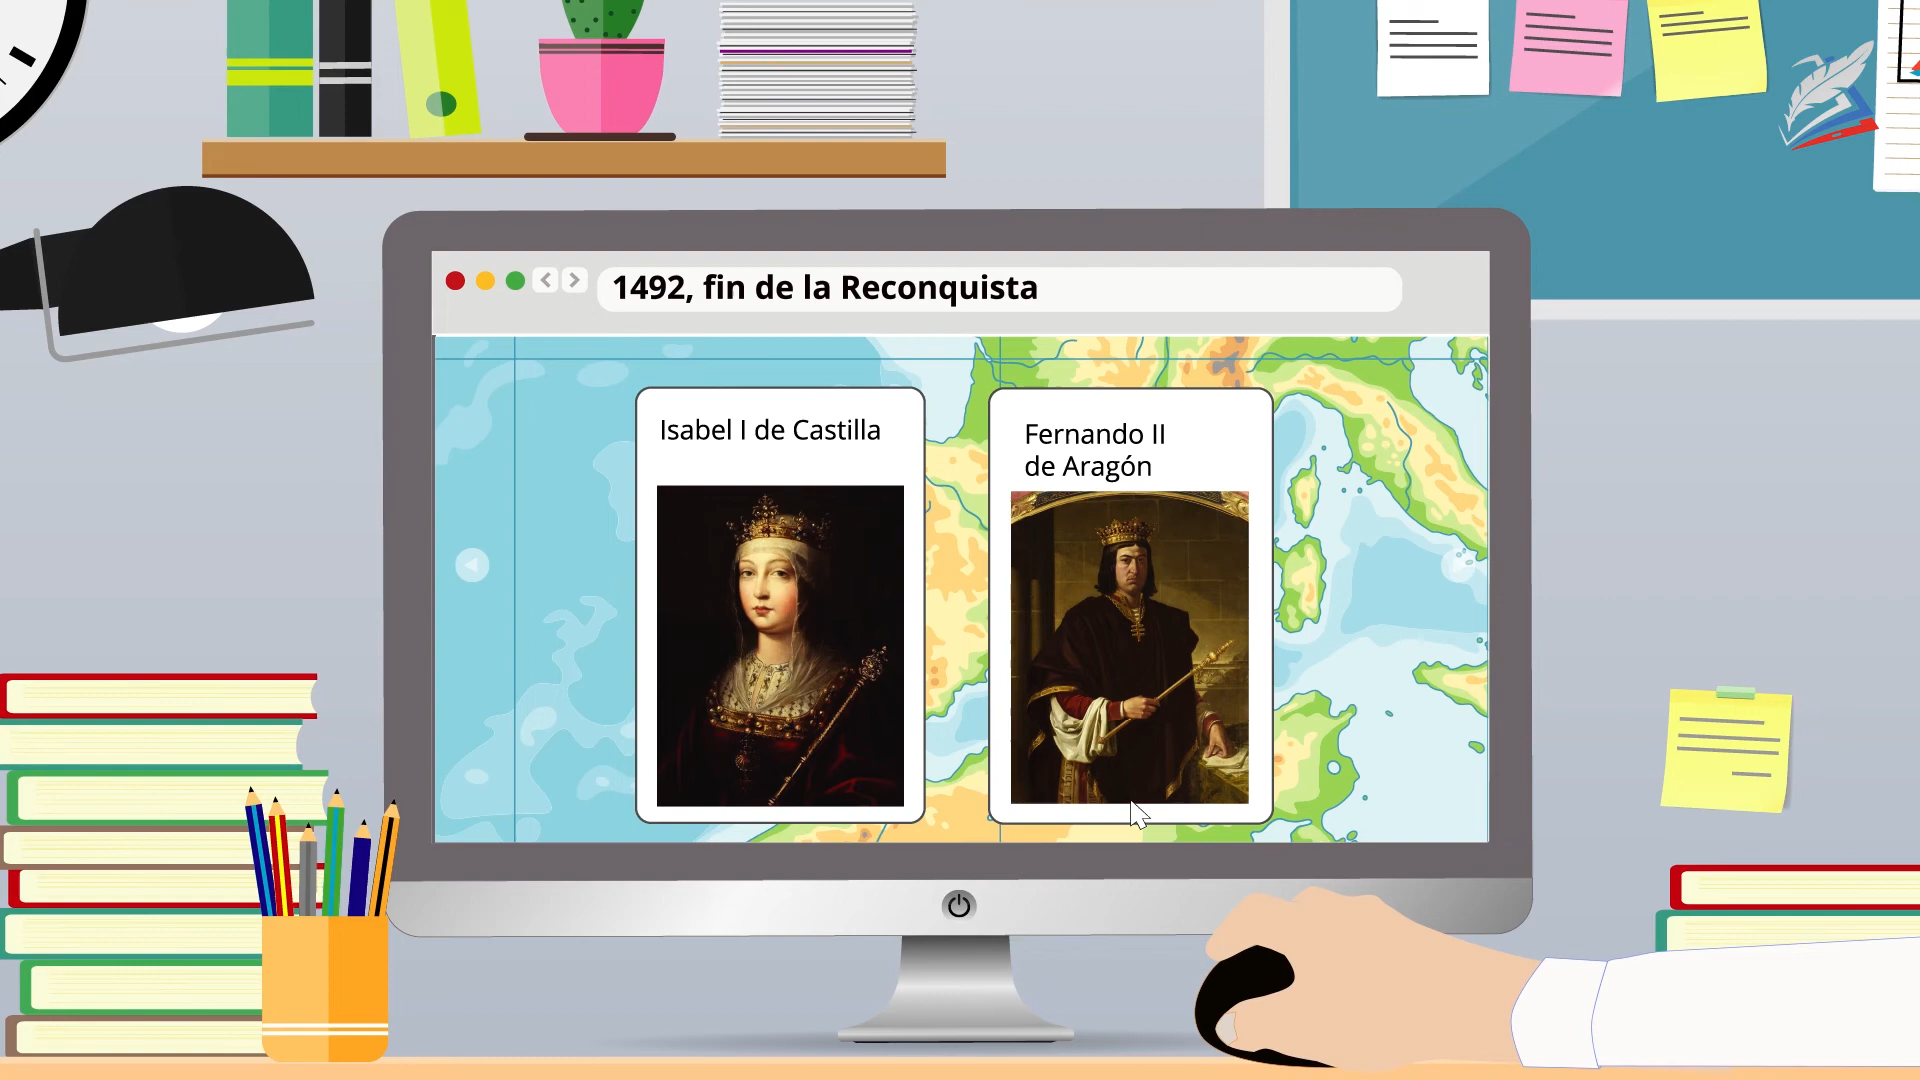 1492, fin de la Reconquista
Isabel I de Castilla
Fernando II
de Aragón